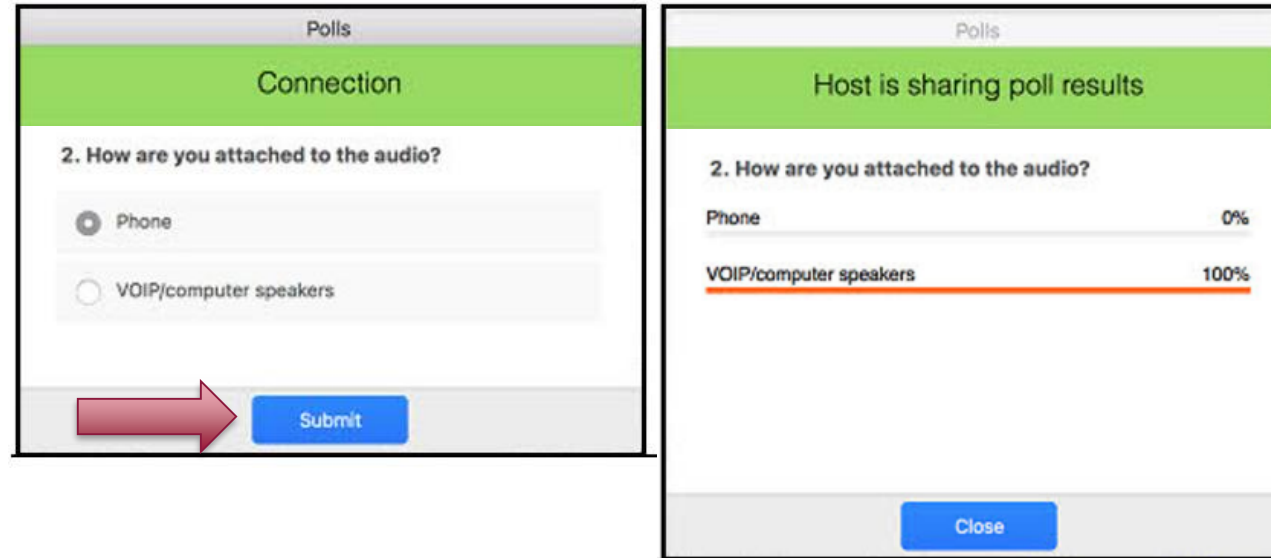 Polls
Connection
2. How are you attached to the audio?
Phone
VOIP/computer speakers
Submit
Polls
Host is sharing poll results
2. How are you attached to the audio?
Phone 0%
VOIP/computer speakers 100%
Close